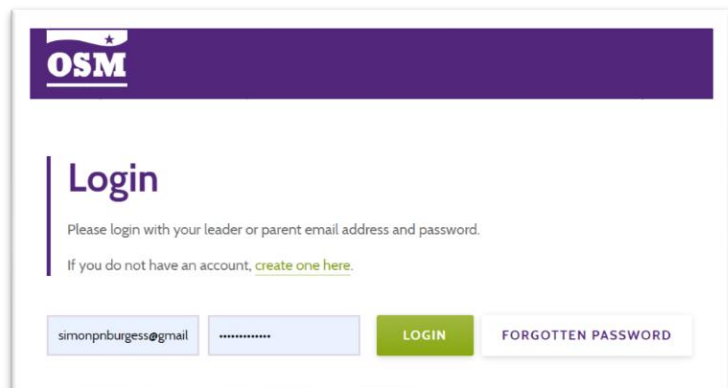 OSM
Login
Please login with your leader or parent email address and password.
If you do not have an account, create one here.
simonpnburgess@gmail ············· LOGIN FORGOTTEN PASSWORD